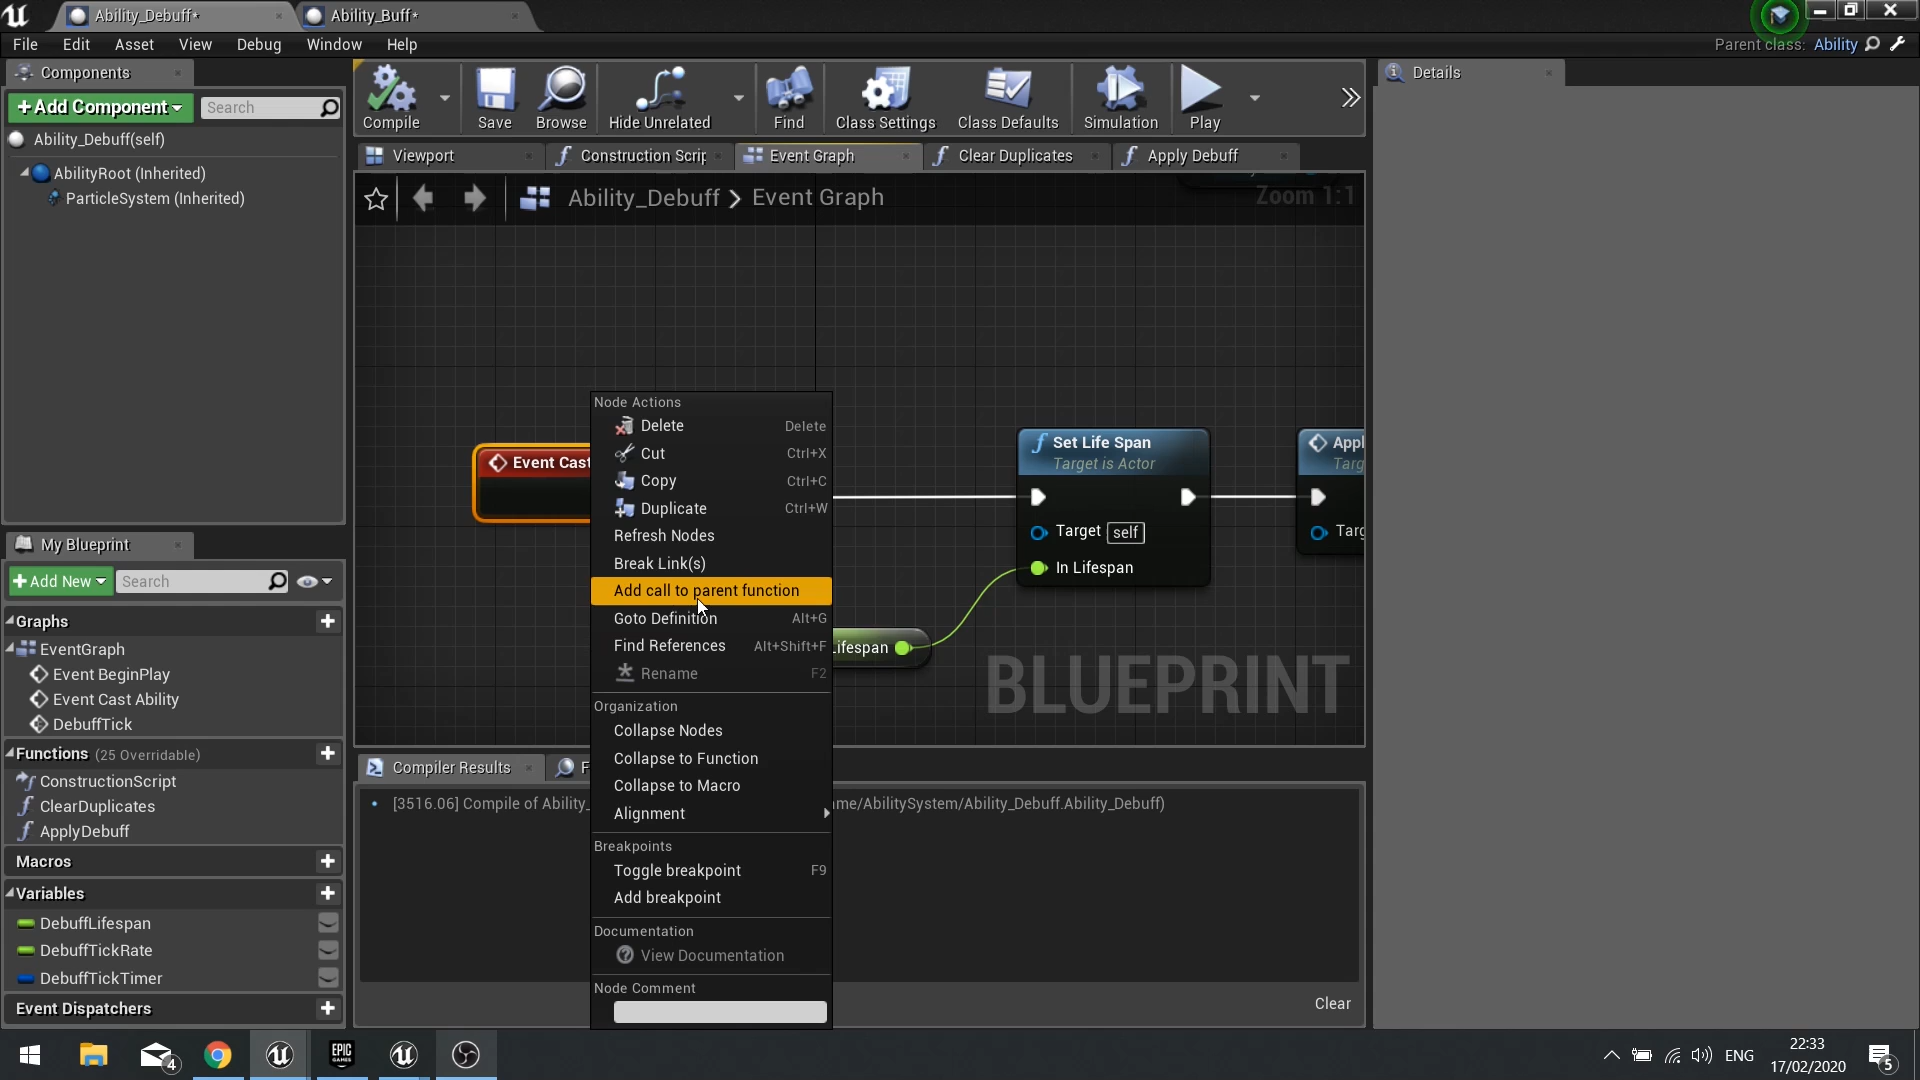 Ability_Debuff*
Ability_Buff*
File Edit Asset View Debug Window Help
Parent class: Ability
Components
Details
+Add Component
Search
Ability_Debuff(self)
AbilityRoot (Inherited)
ParticleSystem (Inherited)
Compile
Save
Browse
Hide Unrelated
Find
Class Settings
Class Defaults
Simulation
Play
Viewport
Construction Scrip
Event Graph
Clear Duplicates
Apply Debuff
Ability_Debuff > Event Graph
Zoom 1:1
Event Cast
Set Life Span
Target is Actor
Target self
In Lifespan
Appl
Targ
Targ
Lifespan
BLUEPRINT
Node Actions
Delete Delete
Cut Ctrl+X
Copy Ctrl+C
Duplicate Ctrl+W
Refresh Nodes
Break Link(s)
Add call to parent function
Goto Definition Alt+G
Find References Alt+Shift+F
Rename F2
Organization
Collapse Nodes
Collapse to Function
Collapse to Macro
Alignment
Breakpoints
Toggle breakpoint F9
Add breakpoint
Documentation
View Documentation
Node Comment
My Blueprint
+Add New
Search
Graphs
EventGraph
Event BeginPlay
Event Cast Ability
DebuffTick
Functions (25 Overridable)
ConstructionScript
ClearDuplicates
ApplyDebuff
Macros
Variables
DebuffLifespan
DebuffTickRate
DebuffTickTimer
Event Dispatchers
Compiler Results
F
[3516.06] Compile of Ability_
me/AbilitySystem/Ability_Debuff.Ability_Debuff)
Clear
4
EPIC
GAMES
ENG
22:33
17/02/2020
5